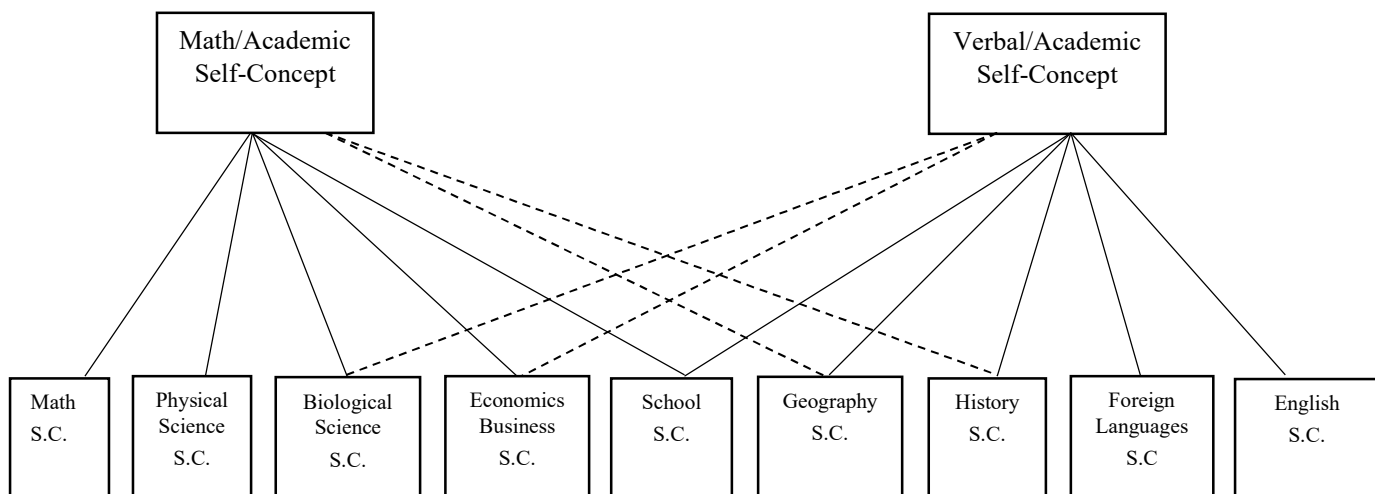 Math/Academic
Self-Concept
Verbal/Academic
Self-Concept
Math
S.C.
Physical
Science
S.C.
Biological
Science
S.C.
Economics
Business
S.C.
School
S.C.
Geography
S.C.
History
S.C.
Foreign
Languages
S.C
English
S.C.